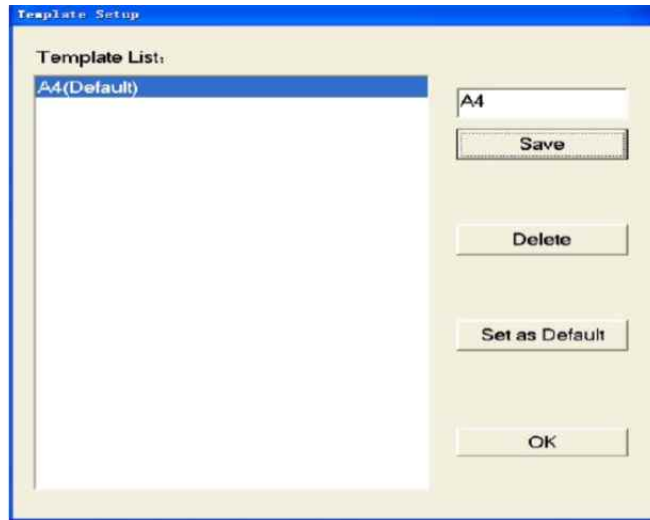 Template Setup
Template List:
A4(Default)
A4
Save
Delete
Set as Default
OK